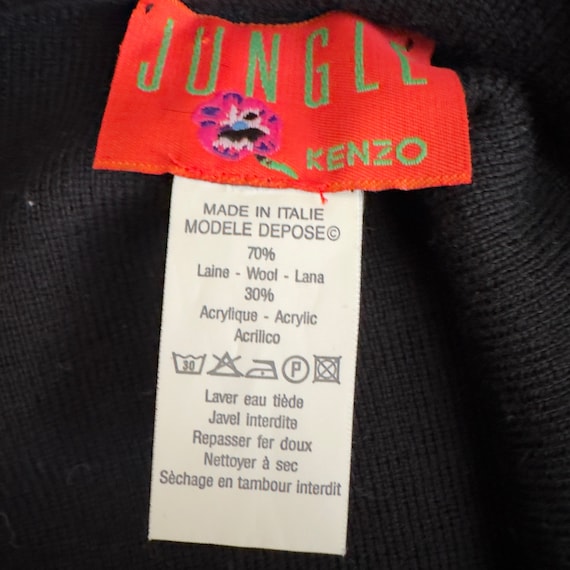 JUNGLE
KENZO
MADE IN ITALIE
MODELE DEPOSE©
70%
Laine - Wool - Lana
30%
Acrylique - Acrylic
Acrilico
30 P
Laver eau tiède
Javel interdite
Repasser fer doux
Nettoyer à sec
Sèchage en tambour interdit